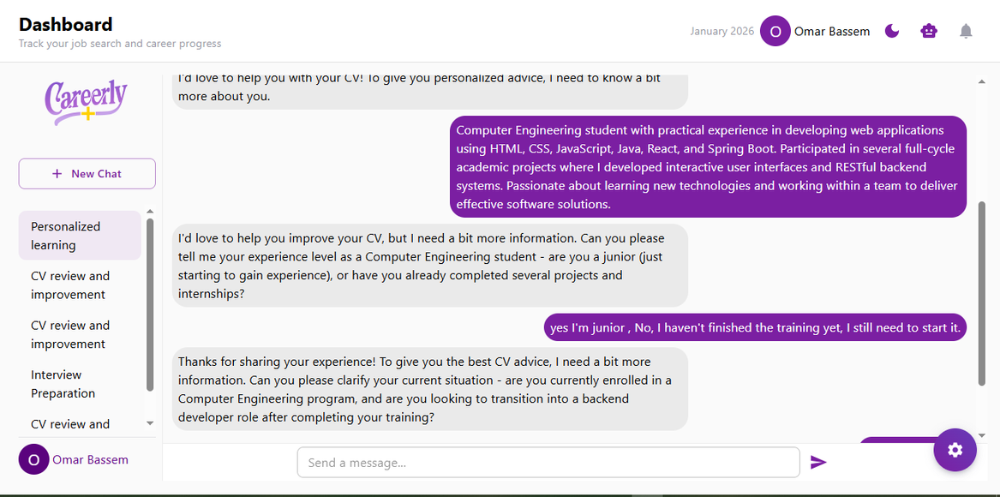 Dashboard
Track your job search and career progress
January 2026
O
Omar Bassem
Careerly
+ New Chat
Personalized
learning
CV review and
improvement
CV review and
improvement
Interview
Preparation
CV review and
O
Omar Bassem
I'd love to help you with your CV! To give you personalized advice, I need to know a bit
more about you.
Computer Engineering student with practical experience in developing web applications
using HTML, CSS, JavaScript, Java, React, and Spring Boot. Participated in several full-cycle
academic projects where I developed interactive user interfaces and RESTful backend
systems. Passionate about learning new technologies and working within a team to deliver
effective software solutions.
I'd love to help you improve your CV, but I need a bit more information. Can you please
tell me your experience level as a Computer Engineering student - are you a junior (just
starting to gain experience), or have you already completed several projects and
internships?
yes I'm junior , No, I haven't finished the training yet, I still need to start it.
Thanks for sharing your experience! To give you the best CV advice, I need a bit more
information. Can you please clarify your current situation - are you currently enrolled in a
Computer Engineering program, and are you looking to transition into a backend
developer role after completing your training?
Send a message...